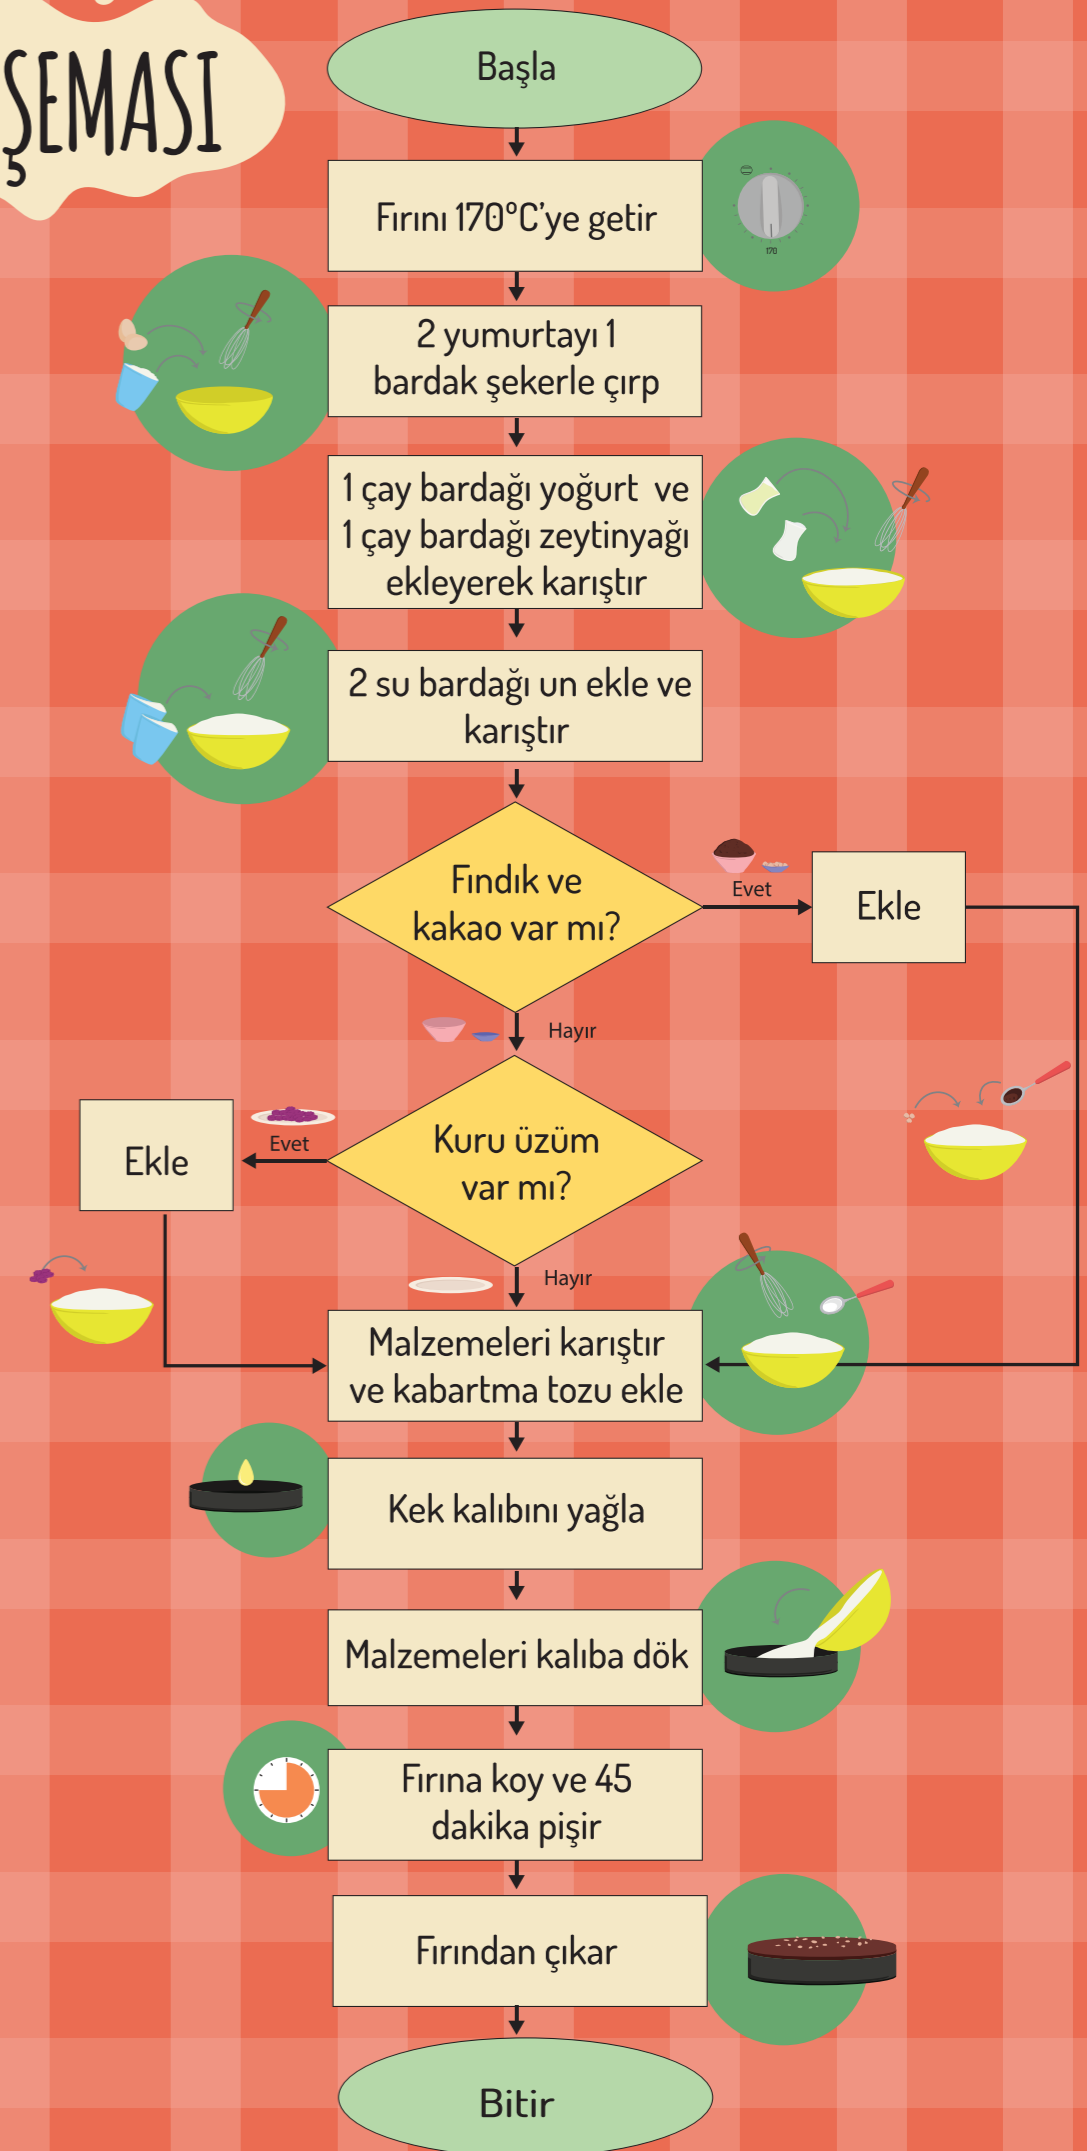 ŞEMASI
Başla
Fırını 170°C’ye getir
170
2 yumurtayı 1
bardak şekerle çırp
1 çay bardağı yoğurt ve
1 çay bardağı zeytinyağı
ekleyerek karıştır
2 su bardağı un ekle ve
karıştır
Fındık ve
kakao var mı?
Evet
Ekle
Hayır
Kuru üzüm
var mı?
Evet
Ekle
Hayır
Malzemeleri karıştır
ve kabartma tozu ekle
Kek kalıbını yağla
Malzemeleri kalıba dök
Fırına koy ve 45
dakika pişir
Fırından çıkar
Bitir